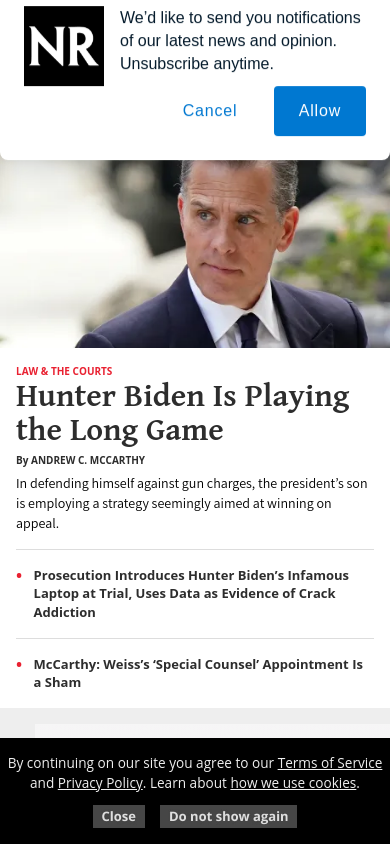 NR
We’d like to send you notifications
of our latest news and opinion.
Unsubscribe anytime.
Cancel
Allow
LAW & THE COURTS
Hunter Biden Is Playing
the Long Game
By ANDREW C. MCCARTHY
In defending himself against gun charges, the president’s son
is employing a strategy seemingly aimed at winning on
appeal.
• Prosecution Introduces Hunter Biden’s Infamous
Laptop at Trial, Uses Data as Evidence of Crack
Addiction
• McCarthy: Weiss’s ‘Special Counsel’ Appointment Is
a Sham
By continuing on our site you agree to our Terms of Service
and Privacy Policy. Learn about how we use cookies.
Close
Do not show again